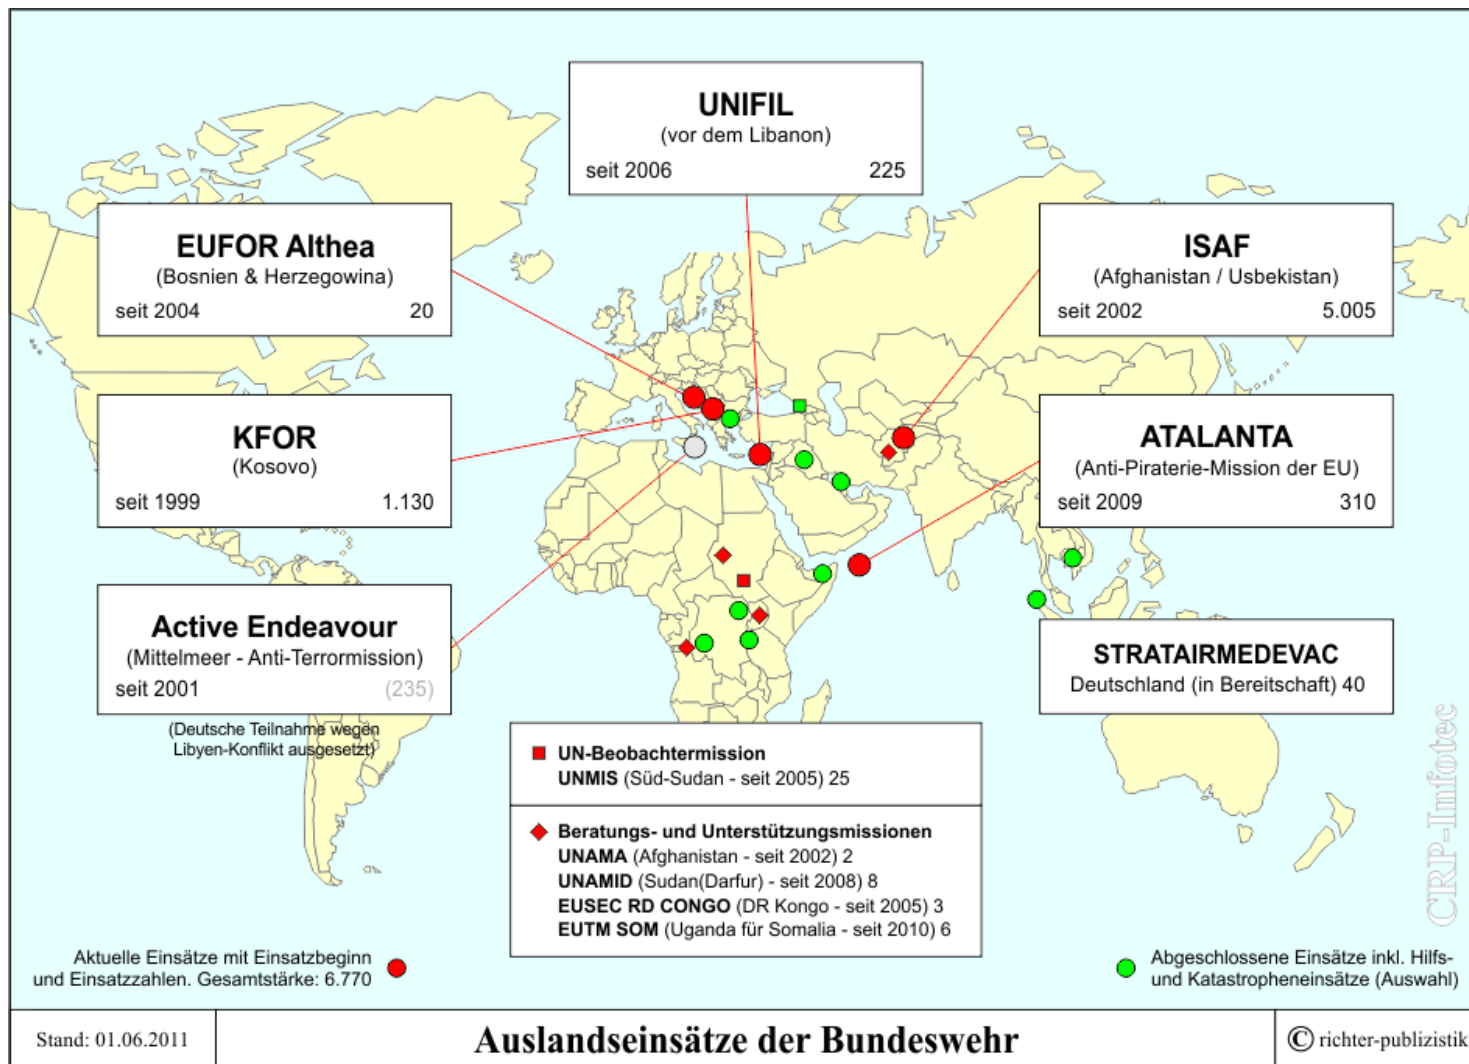 UNIFIL
(vor dem Libanon)
seit 2006 225
EUFOR Althea
(Bosnien & Herzegowina)
seit 2004 20
ISAF
(Afghanistan / Usbekistan)
seit 2002 5.005
KFOR
(Kosovo)
seit 1999 1.130
ATALANTA
(Anti-Piraterie-Mission der EU)
seit 2009 310
Active Endeavour
(Mittelmeer - Anti-Terrormission)
seit 2001 (235)
(Deutsche Teilnahme wegen
Libyen-Konflikt ausgesetzt)
STRATAIRMEDEVAC
Deutschland (in Bereitschaft) 40
UN-Beobachtermission
UNMIS (Süd-Sudan - seit 2005) 25
Beratungs- und Unterstützungsmissionen
UNAMA (Afghanistan - seit 2002) 2
UNAMID (Sudan(Darfur) - seit 2008) 8
EUSEC RD CONGO (DR Kongo - seit 2005) 3
EUTM SOM (Uganda für Somalia - seit 2010) 6
CRP-Infotec
Aktuelle Einsätze mit Einsatzbeginn
und Einsatzzahlen. Gesamtstärke: 6.770
Abgeschlossene Einsätze inkl. Hilfs-
und Katastropheneinsätze (Auswahl)
Stand: 01.06.2011
Auslandseinsätze der Bundeswehr
© richter-publizistik